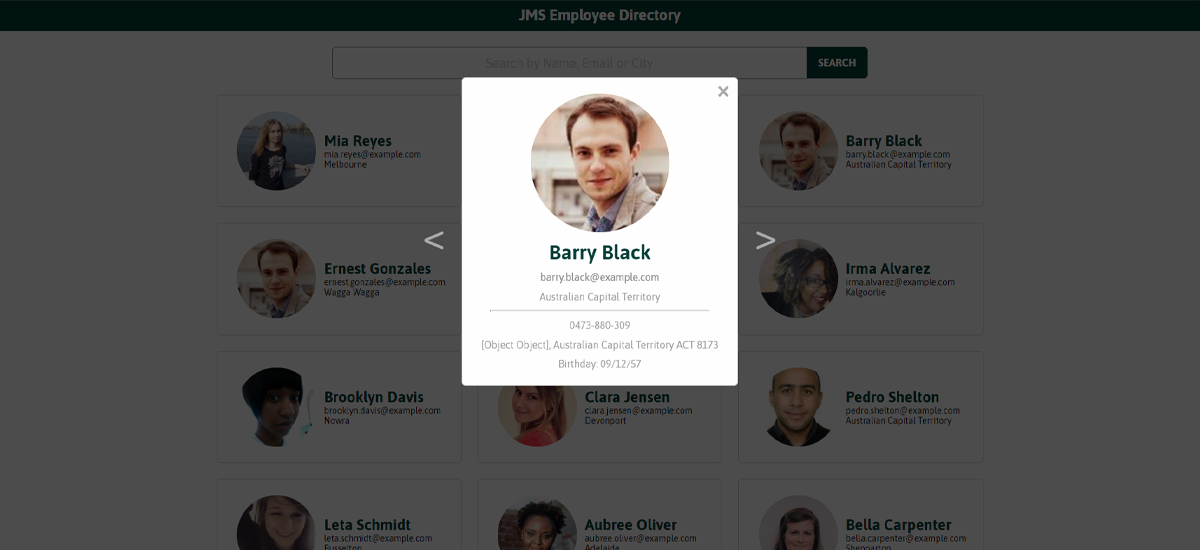 JMS Employee Directory
Search by Name, Email or City
SEARCH
×
Mia Reyes
mia.reyes@example.com
Melbourne
Barry Black
barry.black@example.com
Australian Capital Territory
<
>
Barry Black
barry.black@example.com
Australian Capital Territory
0473-880-309
[Object Object], Australian Capital Territory ACT 8173
Birthday: 09/12/57
Ernest Gonzales
ernest.gonzales@example.com
Wagga Wagga
Irma Alvarez
irma.alvarez@example.com
Kalgoorlie
Brooklyn Davis
brooklyn.davis@example.com
Nowra
Clara Jensen
clara.jensen@example.com
Devonport
Pedro Shelton
pedro.shelton@example.com
Australian Capital Territory
Leta Schmidt
leta.schmidt@example.com
Busselton
Aubree Oliver
aubree.oliver@example.com
Adelaide
Bella Carpenter
bella.carpenter@example.com
Shepparton